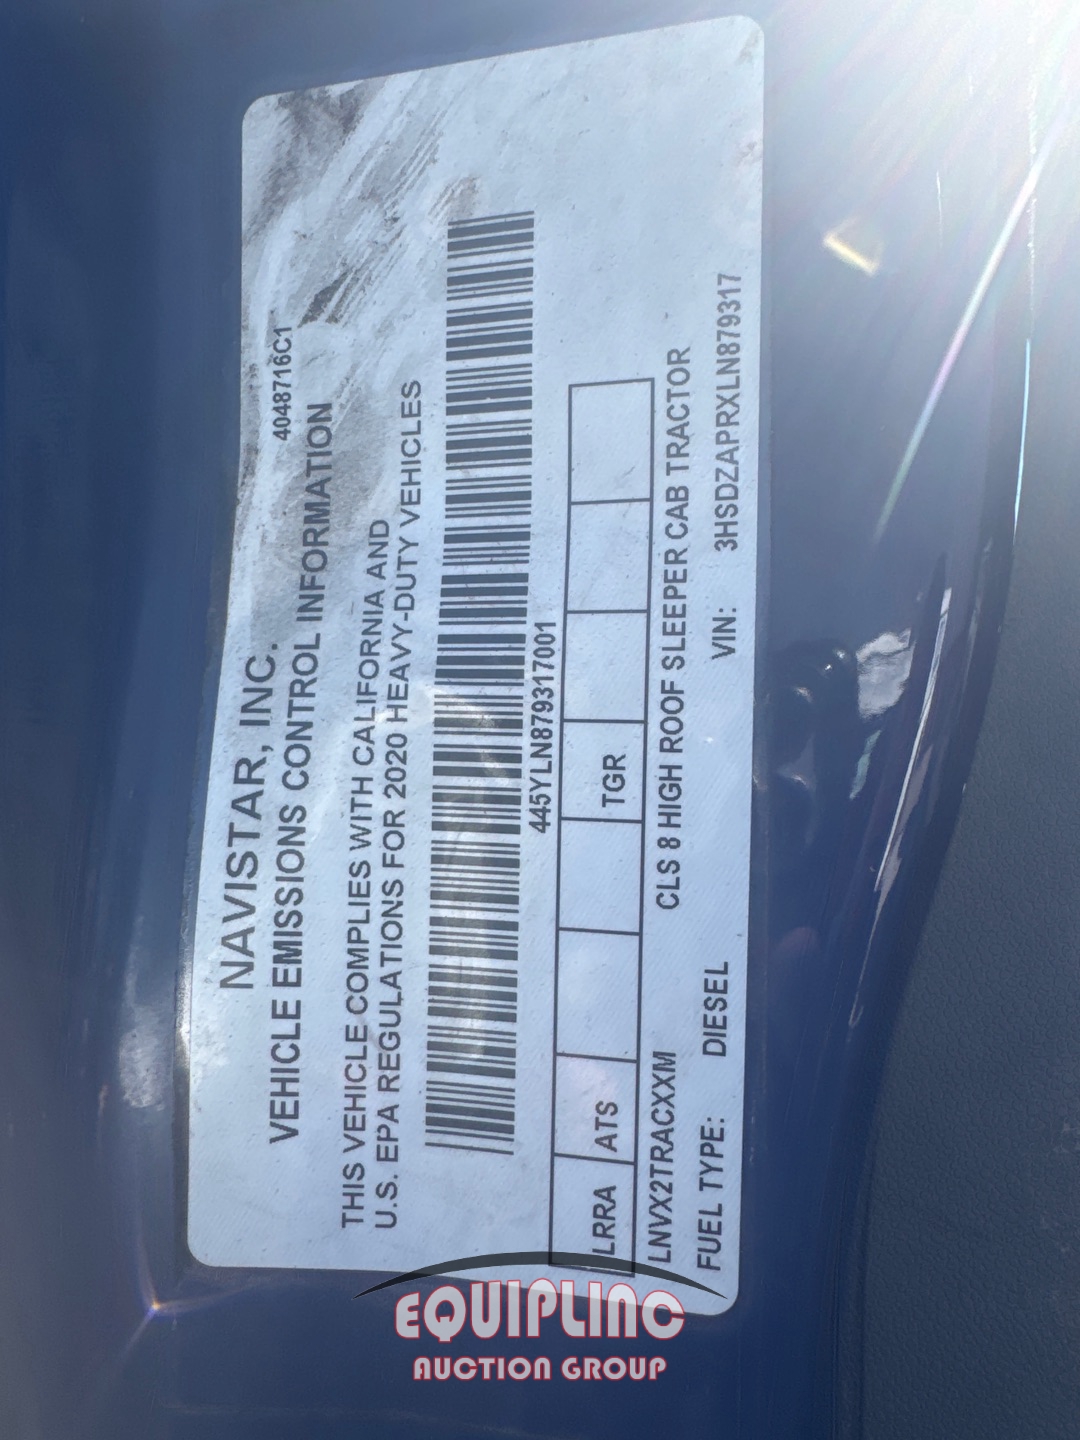 NAVISTAR, INC.
4048716C1
VEHICLE EMISSIONS CONTROL INFORMATION
THIS VEHICLE COMPLIES WITH CALIFORNIA AND
U.S. EPA REGULATIONS FOR 2020 HEAVY-DUTY VEHICLES
445YLN879317001
LRRA ATS TGR
LNVX2TRACXXM CLS 8 HIGH ROOF SLEEPER CAB TRACTOR
FUEL TYPE: DIESEL VIN: 3HSDZAPRXLN879317
EQUIPLINC
AUCTION GROUP